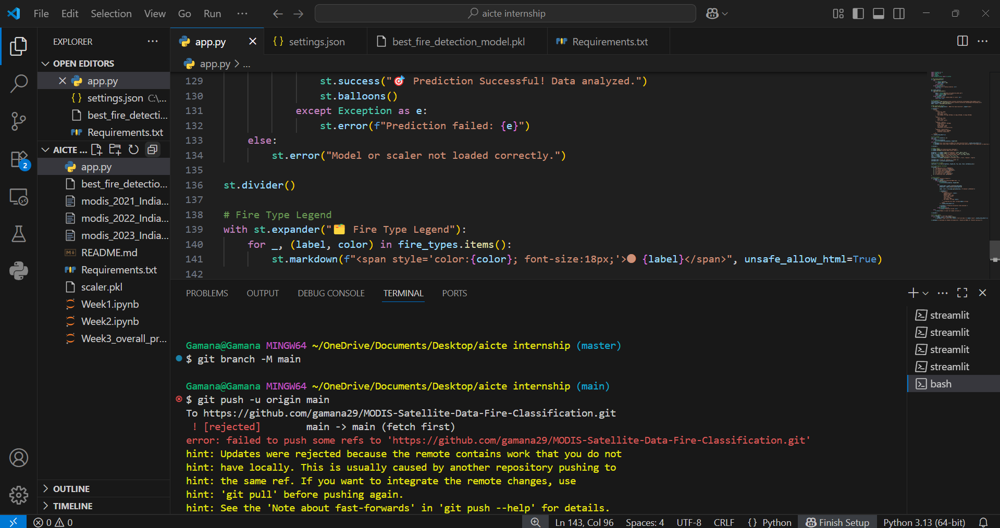 File Edit Selection View Go Run ... aicte internship
EXPLORER
OPEN EDITORS
app.py
settings.json C:\...
best_fire_detecti...
Requirements.txt
AICTE ...
app.py
best_fire_detectio...
modis_2021_India...
modis_2022_India...
modis_2023_India...
README.md
Requirements.txt
scaler.pkl
Week1.ipynb
Week2.ipynb
Week3_overall_pr...
OUTLINE
TIMELINE
2
app.py settings.json best_fire_detection_model.pkl Requirements.txt
app.py > ...
129 st.success("🎯 Prediction Successful! Data analyzed.")
130 st.balloons()
131 except Exception as e:
132 st.error(f"Prediction failed: {e}")
133 else:
134 st.error("Model or scaler not loaded correctly.")
135
136 st.divider()
137
138 # Fire Type Legend
139 with st.expander("🗂️ Fire Type Legend"):
140 for _, (label, color) in fire_types.items():
141 st.markdown(f"<span style='color:{color}; font-size:18px;'>● {label}</span>", unsafe_allow_html=True)
142
PROBLEMS OUTPUT DEBUG CONSOLE TERMINAL PORTS
Gamana@Gamana MINGW64 ~/OneDrive/Documents/Desktop/aicte internship (master)
$ git branch -M main
Gamana@Gamana MINGW64 ~/OneDrive/Documents/Desktop/aicte internship (main)
$ git push -u origin main
To https://github.com/gamana29/MODIS-Satellite-Data-Fire-Classification.git
! [rejected] main -> main (fetch first)
error: failed to push some refs to 'https://github.com/gamana29/MODIS-Satellite-Data-Fire-Classification.git'
hint: Updates were rejected because the remote contains work that you do not
hint: have locally. This is usually caused by another repository pushing to
hint: the same ref. If you want to integrate the remote changes, use
hint: 'git pull' before pushing again.
hint: See the 'Note about fast-forwards' in 'git push --help' for details.
streamlit
streamlit
streamlit
streamlit
bash
0 0 Ln 143, Col 96 Spaces: 4 UTF-8 CRLF {} Python Finish Setup Python 3.13 (64-bit)